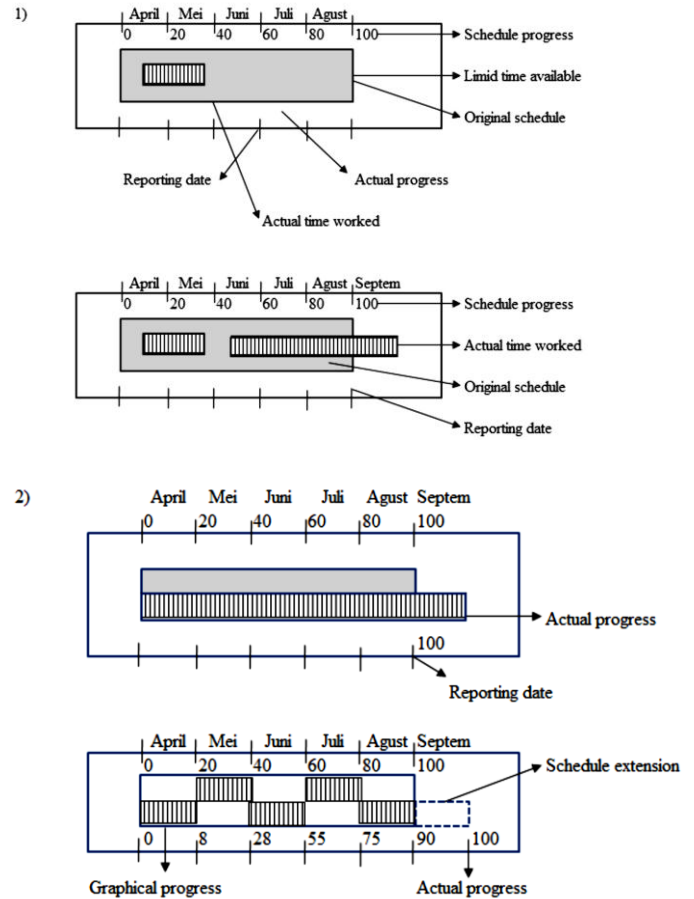 1)
April Mei Juni Juli Agust
0 20 40 60 80 100 Schedule progress
Limid time available
Original schedule
Reporting date Actual progress
Actual time worked
April Mei Juni Juli Agust Septem
0 20 40 60 80 100 Schedule progress
Actual time worked
Original schedule
Reporting date
2)
April Mei Juni Juli Agust Septem
0 20 40 60 80 100
Actual progress
100
Reporting date
April Mei Juni Juli Agust Septem
0 20 40 60 80 100 Schedule extension
0 8 28 55 75 90 100
Graphical progress Actual progress